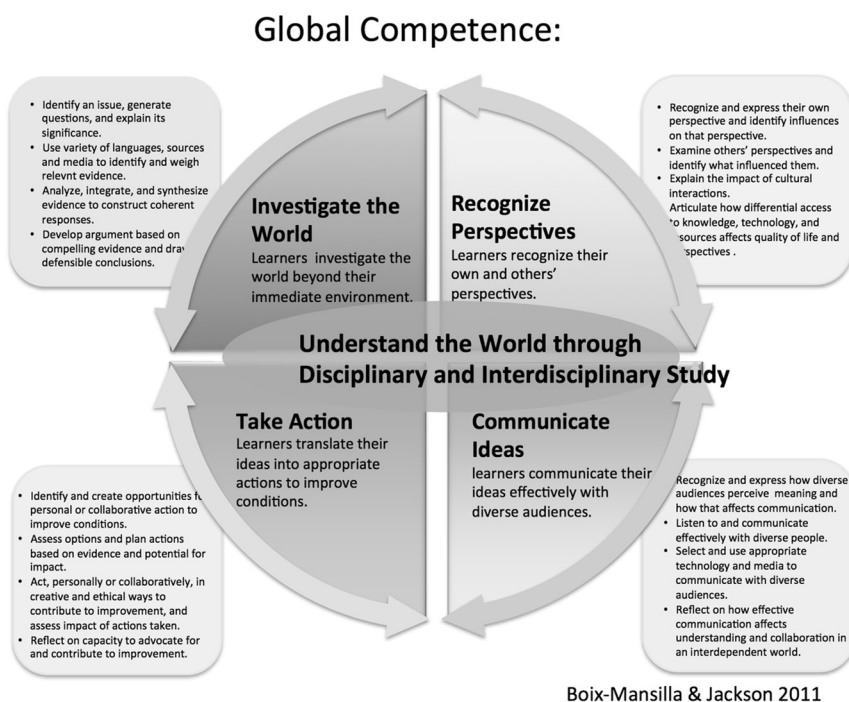 Global Competence:
• Identify an issue, generate
questions, and explain its
significance.
• Use variety of languages, sources
and media to identify and weigh
relevnt evidence.
• Analyze, integrate, and synthesize
evidence to construct coherent
responses.
• Develop argument based on
compelling evidence and draw
defensible conclusions.
Investigate the
World
Learners investigate the
world beyond their
immediate environment.
Recognize
Perspectives
Learners recognize their
own and others’
perspectives.
• Recognize and express their own
perspective and identify influences
on that perspective.
• Examine others’ perspectives and
identify what influenced them.
• Explain the impact of cultural
interactions.
Articulate how differential access
to knowledge, technology, and
resources affects quality of life and
perspectives .
Understand the World through
Disciplinary and Interdisciplinary Study
Take Action
Learners translate their
ideas into appropriate
actions to improve
conditions.
Communicate
Ideas
learners communicate their
ideas effectively with
diverse audiences.
• Identify and create opportunities
personal or collaborative action to
improve conditions.
• Assess options and plan actions
based on evidence and potential for
impact.
• Act, personally or collaboratively, in
creative and ethical ways to
contribute to improvement, and
assess impact of actions taken.
• Reflect on capacity to advocate for
and contribute to improvement.
Recognize and express how diverse
audiences perceive meaning and
how that affects communication.
• Listen to and communicate
effectively with diverse people.
• Select and use appropriate
technology and media to
communicate with diverse
audiences.
• Reflect on how effective
communication affects
understanding and collaboration in
an interdependent world.
Boix-Mansilla & Jackson 2011